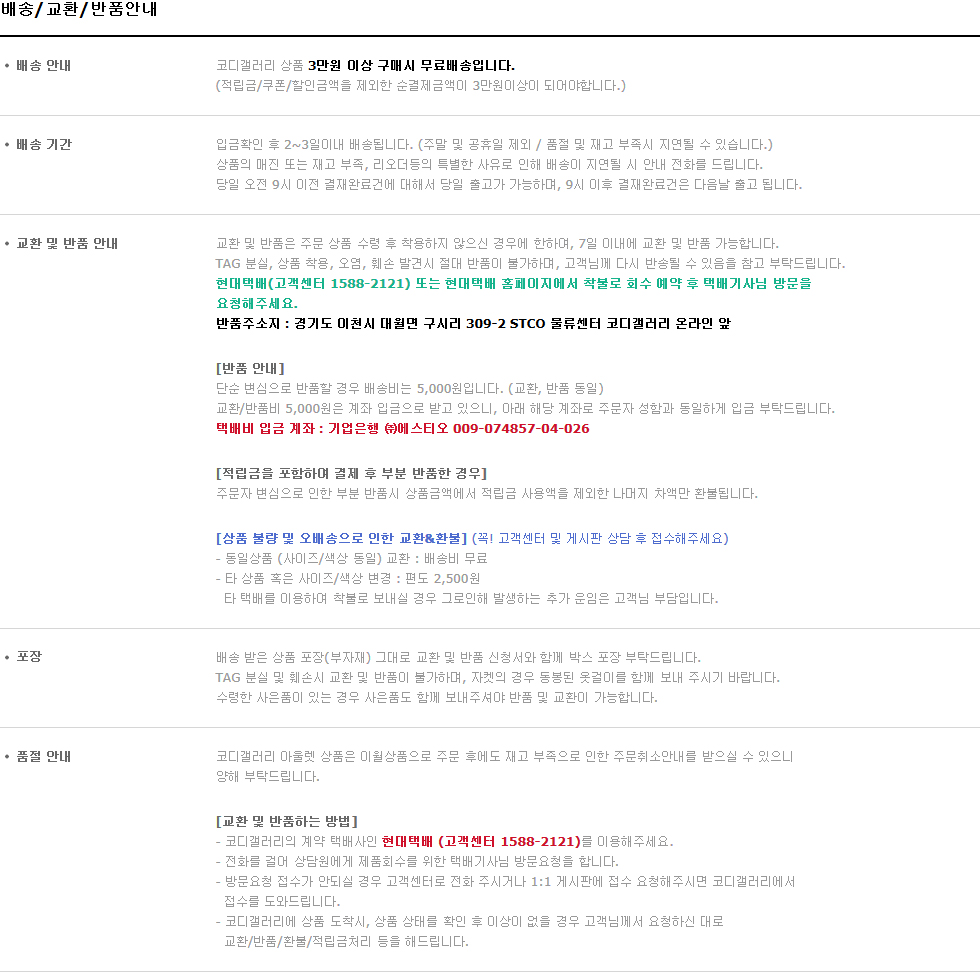 배송/교환/반품안내
• 배송 안내
코디갤러리 상품 3만원 이상 구매시 무료배송입니다.
(적립금/쿠폰/할인금액을 제외한 순결제금액이 3만원이상이 되어야합니다.)
• 배송 기간
입금확인 후 2~3일이내 배송됩니다. (주말 및 공휴일 제외 / 품절 및 재고 부족시 지연될 수 있습니다.)
상품의 매진 또는 재고 부족, 리오더등의 특별한 사유로 인해 배송이 지연될 시 안내 전화를 드립니다.
당일 오전 9시 이전 결재완료건에 대해서 당일 출고가 가능하며, 9시 이후 결재완료건은 다음날 출고 됩니다.
• 교환 및 반품 안내
교환 및 반품은 주문 상품 수령 후 착용하지 않으신 경우에 한하여, 7일 이내에 교환 및 반품 가능합니다.
TAG 분실, 상품 착용, 오염, 훼손 발견시 절대 반품이 불가하며, 고객님께 다시 반송될 수 있음을 참고 부탁드립니다.
현대택배(고객센터 1588-2121) 또는 현대택배 홈페이지에서 착불로 회수 예약 후 택배기사님 방문을
요청해주세요.
반품주소지 : 경기도 이천시 대월면 구시리 309-2 STCO 물류센터 코디갤러리 온라인 앞
[반품 안내]
단순 변심으로 반품할 경우 배송비는 5,000원입니다. (교환, 반품 동일)
교환/반품비 5,000원은 계좌 입금으로 받고 있으니, 아래 해당 계좌로 주문자 성함과 동일하게 입금 부탁드립니다.
택배비 입금 계좌 : 기업은행 ㈜에스티오 009-074857-04-026
[적립금을 포함하여 결제 후 부분 반품한 경우]
주문자 변심으로 인한 부분 반품시 상품금액에서 적립금 사용액을 제외한 나머지 차액만 환불됩니다.
[상품 불량 및 오배송으로 인한 교환&환불] (꼭! 고객센터 및 게시판 상담 후 접수해주세요)
- 동일상품 (사이즈/색상 동일) 교환 : 배송비 무료
- 타 상품 혹은 사이즈/색상 변경 : 편도 2,500원
타 택배를 이용하여 착불로 보내실 경우 그로인해 발생하는 추가 운임은 고객님 부담입니다.
• 포장
배송 받은 상품 포장(부자재) 그대로 교환 및 반품 신청서와 함께 박스 포장 부탁드립니다.
TAG 분실 및 훼손시 교환 및 반품이 불가하며, 자켓의 경우 동봉된 옷걸이를 함께 보내 주시기 바랍니다.
수령한 사은품이 있는 경우 사은품도 함께 보내주셔야 반품 및 교환이 가능합니다.
• 품절 안내
코디갤러리 아울렛 상품은 이월상품으로 주문 후에도 재고 부족으로 인한 주문취소안내를 받으실 수 있으니
양해 부탁드립니다.
[교환 및 반품하는 방법]
- 코디갤러리의 계약 택배사인 현대택배 (고객센터 1588-2121)를 이용해주세요.
- 전화를 걸어 상담원에게 제품회수를 위한 택배기사님 방문요청을 합니다.
- 방문요청 접수가 안되실 경우 고객센터로 전화 주시거나 1:1 게시판에 접수 요청해주시면 코디갤러리에서
접수를 도와드립니다.
- 코디갤러리에 상품 도착시, 상품 상태를 확인 후 이상이 없을 경우 고객님께서 요청하신 대로
교환/반품/환불/적립금처리 등을 해드립니다.